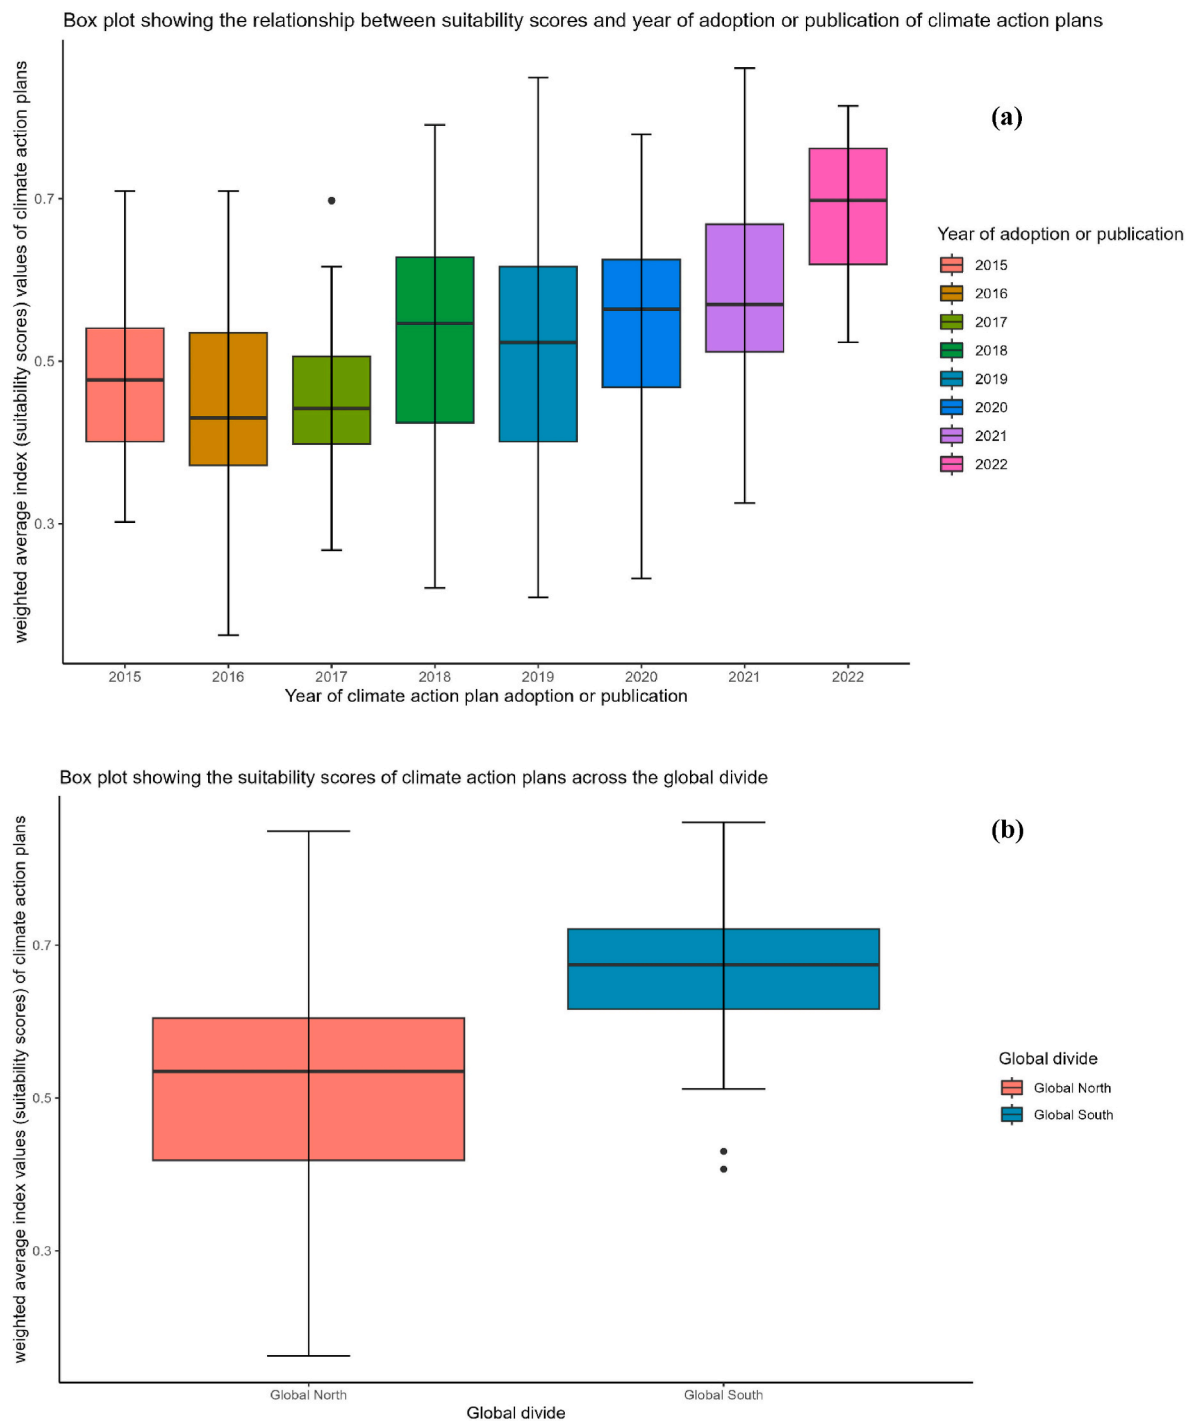 Box plot showing the relationship between suitability scores and year of adoption or publication of climate action plans
weighted average index (suitability scores) values of climate action plans
(a)
0.7
0.5
0.3
2015 2016 2017 2018 2019 2020 2021 2022
Year of climate action plan adoption or publication
Year of adoption or publication
2015
2016
2017
2018
2019
2020
2021
2022
Box plot showing the suitability scores of climate action plans across the global divide
weighted average index values (suitability scores) of climate action plans
(b)
0.7
0.5
0.3
Global North Global South
Global divide
Global divide
Global North
Global South